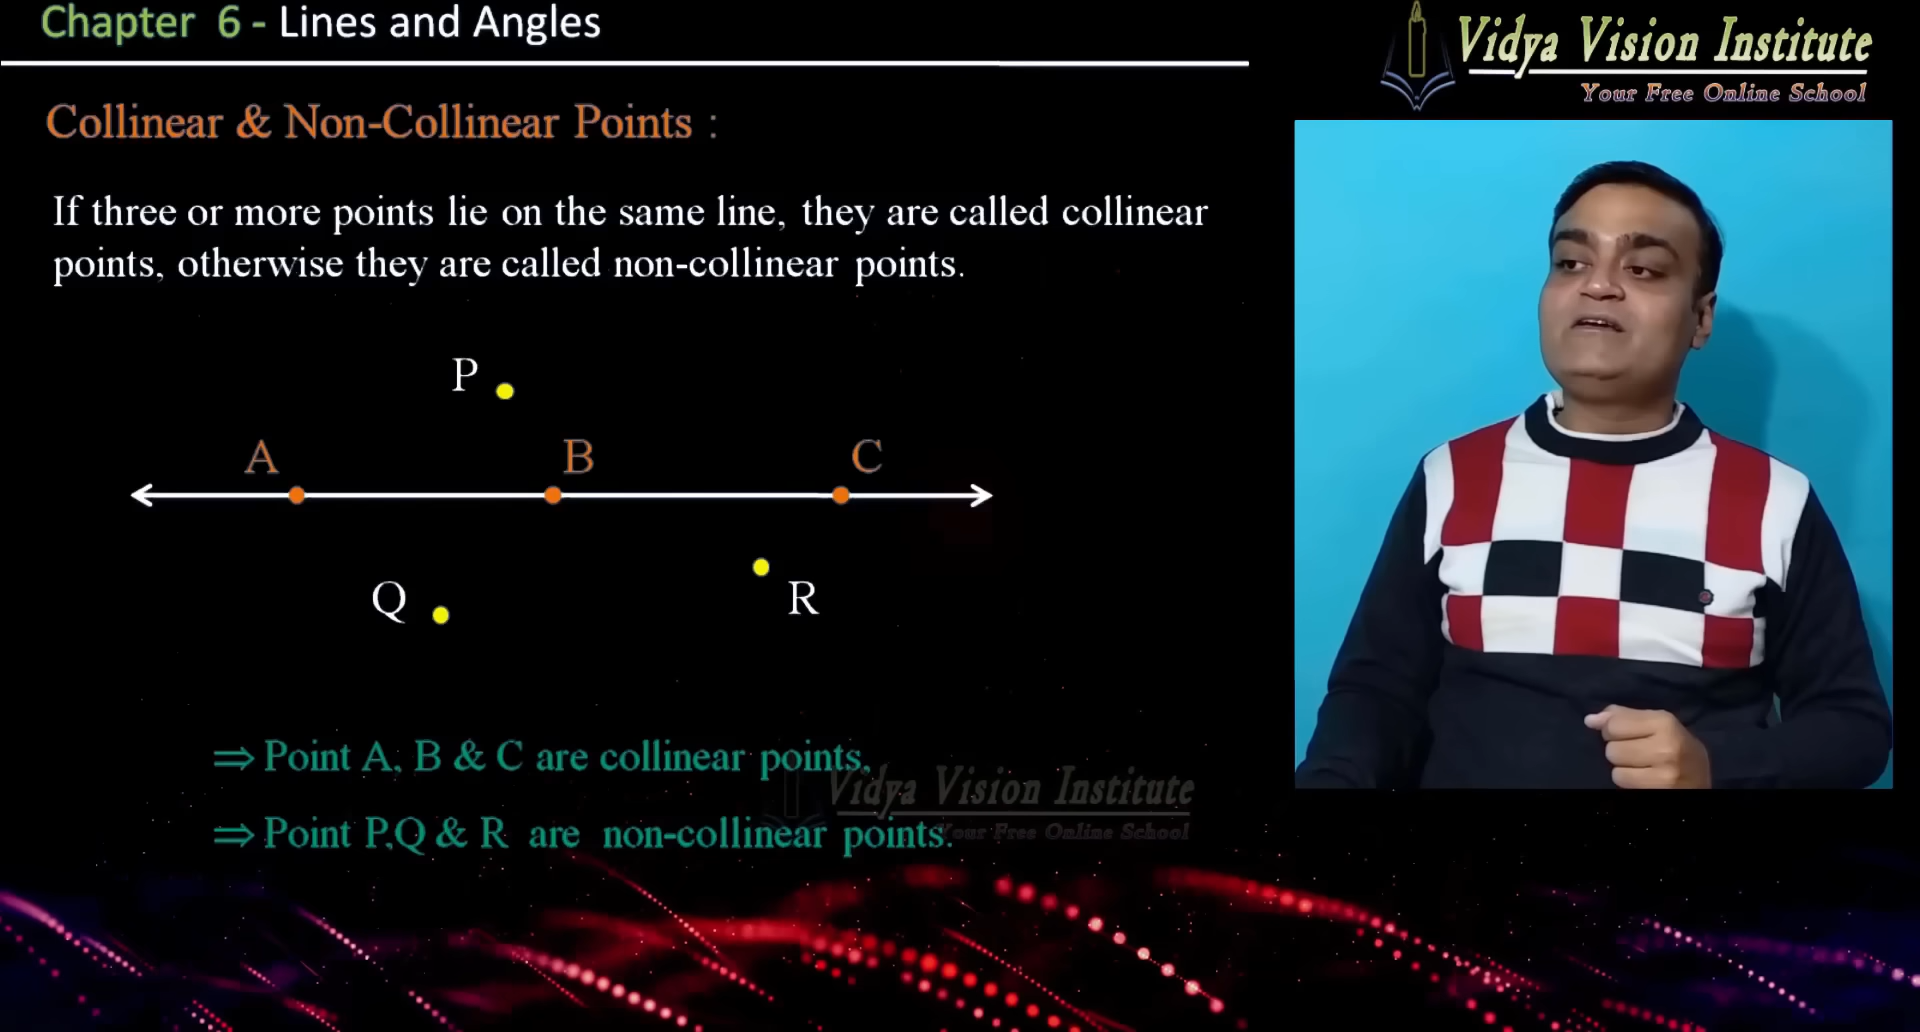 Chapter 6 - Lines and Angles
Vidya Vision Institute
Your Free Online School
Collinear & Non-Collinear Points :
If three or more points lie on the same line, they are called collinear
points, otherwise they are called non-collinear points.
P
A B C
Q R
⇒ Point A, B & C are collinear points.
Vidya Vision Institute
⇒ Point P,Q & R are non-collinear points.
Your Free Online School